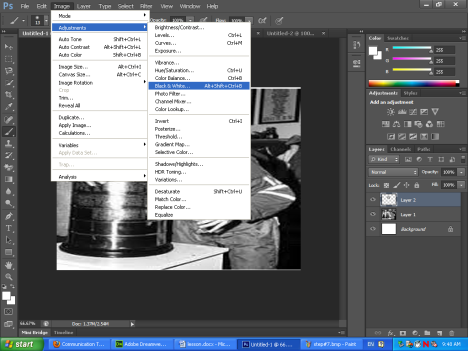 Ps File Edit Image Layer Type Select Filter View Window Help
Mode
Adjustments
Auto Tone Shift+Ctrl+L
Auto Contrast Alt+Shift+Ctrl+L
Auto Color Shift+Ctrl+B
Image Size... Alt+Ctrl+I
Canvas Size... Alt+Ctrl+C
Image Rotation
Crop
Trim...
Reveal All
Duplicate...
Apply Image...
Calculations...
Variables
Apply Data Set...
Trap...
Analysis
Brightness/Contrast...
Levels... Ctrl+L
Curves... Ctrl+M
Exposure...
Vibrance...
Hue/Saturation... Ctrl+U
Color Balance... Ctrl+B
Black & White... Alt+Shift+Ctrl+B
Photo Filter...
Channel Mixer...
Color Lookup...
Invert Ctrl+I
Posterize...
Threshold...
Gradient Map...
Selective Color...
Shadows/Highlights...
HDR Toning...
Variations...
Desaturate Shift+Ctrl+U
Match Color...
Replace Color...
Equalize
13
100%
100%
Untitled-1
Untitled-2 @ 100...
Color Swatches
R 255
G 255
B 255
Adjustments Styles
Add an adjustment
Layers Channels Paths
Kind
Normal Opacity: 100%
Lock: Fill: 100%
Layer 2
Layer 1
Background
66.67% Doc: 1.37M/2.54M
Mini Bridge Timeline
start
Communication T...
Adobe Dreamwea...
lesson.docx - Mic...
Untitled-1 @ 66....
step#7.bmp - Paint
EN
9:40 AM